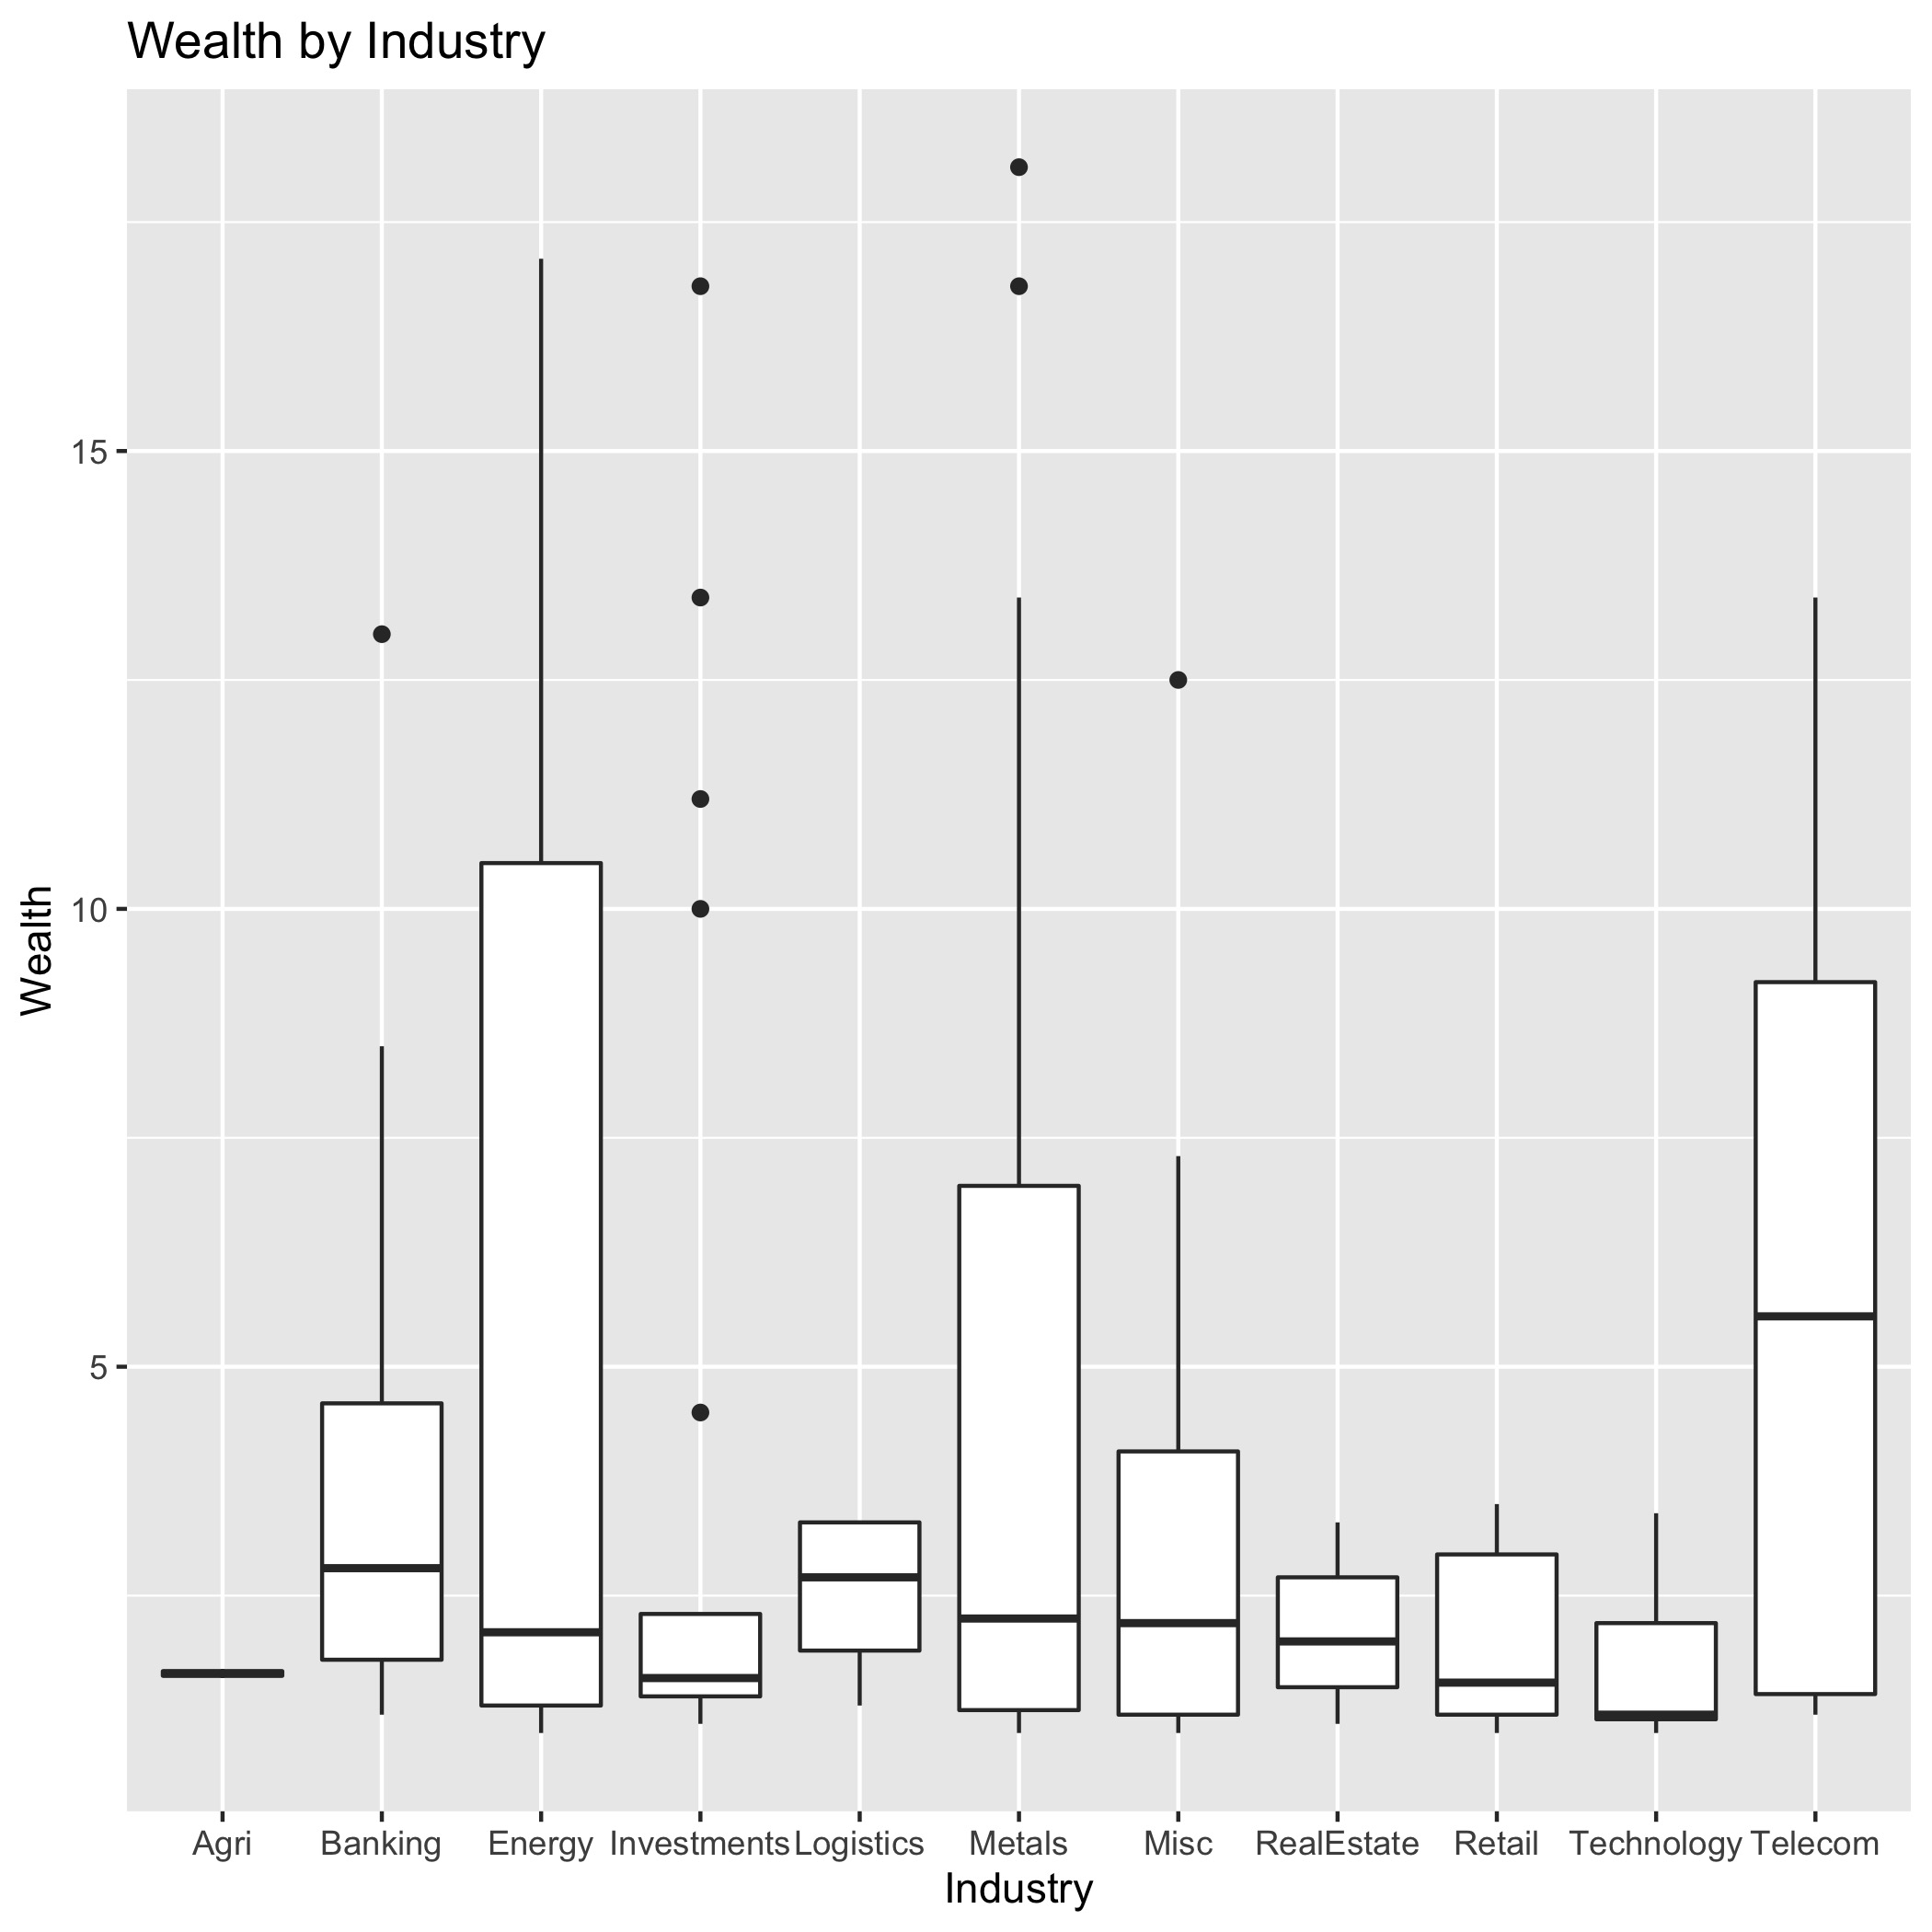 Wealth by Industry
Wealth
15
10
5
Agri Banking Energy Investments Logistics Metals Misc RealEstate Retail Technology Telecom
Industry